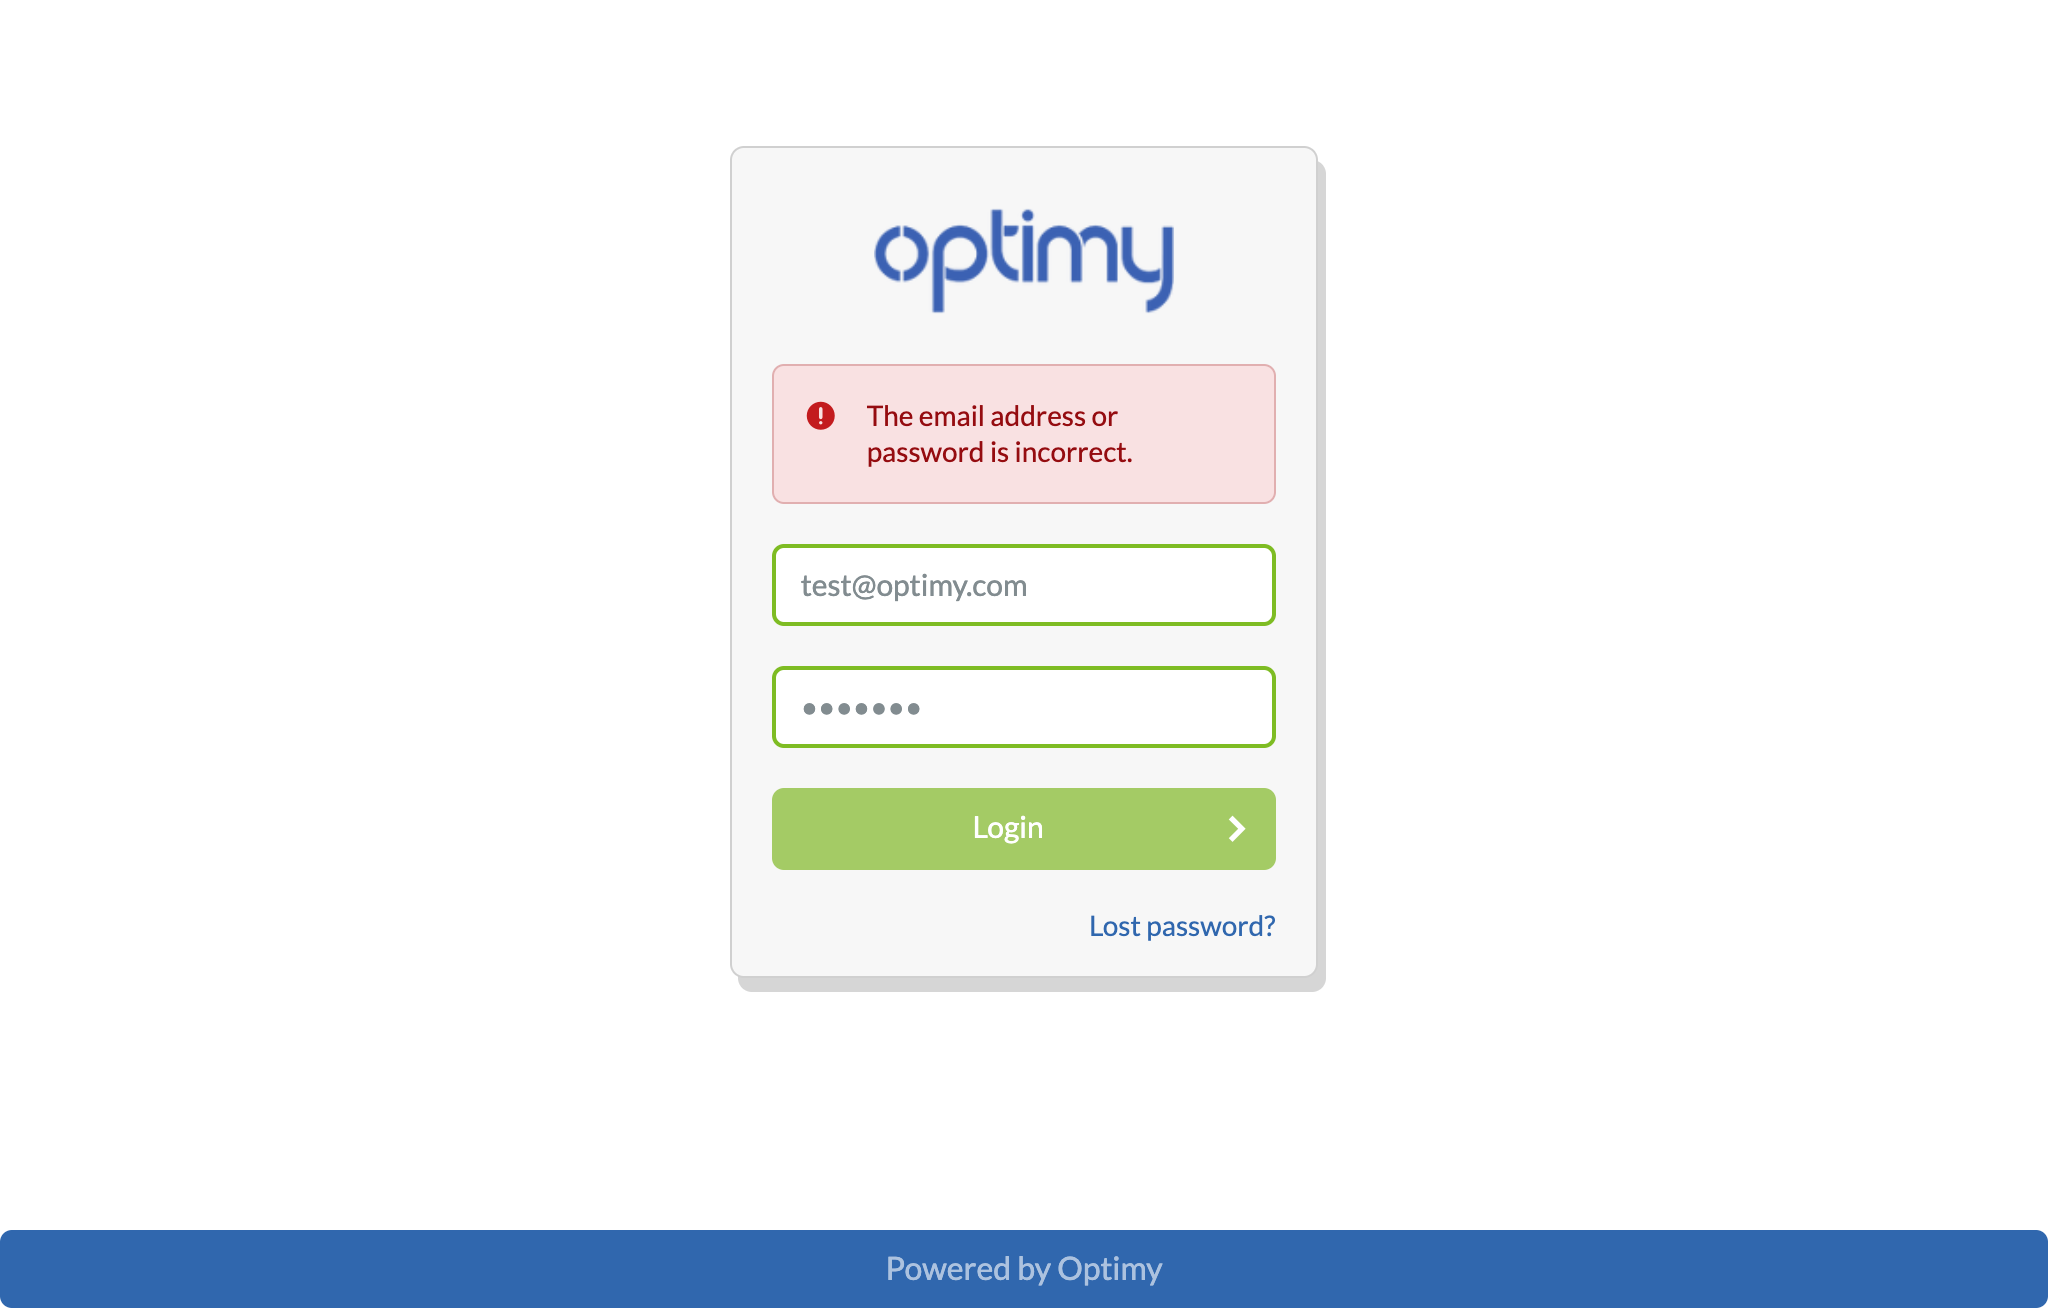 optimy
The email address or
password is incorrect.
test@optimy.com
•••••••
Login
Lost password?
Powered by Optimy